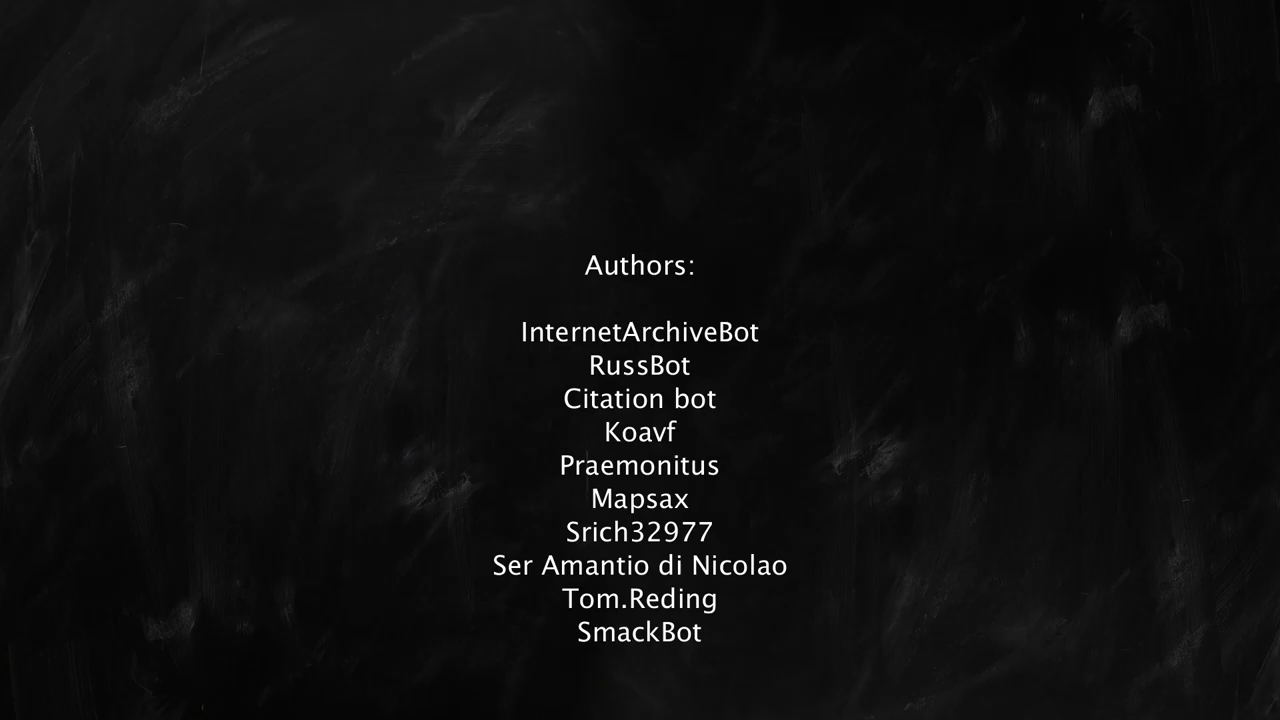 Authors:
InternetArchiveBot
RussBot
Citation bot
Koavf
Praemonitus
Mapsax
Srich32977
Ser Amantio di Nicolao
Tom.Reding
SmackBot